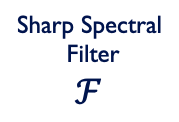 Sharp Spectral
Filter
ℱ